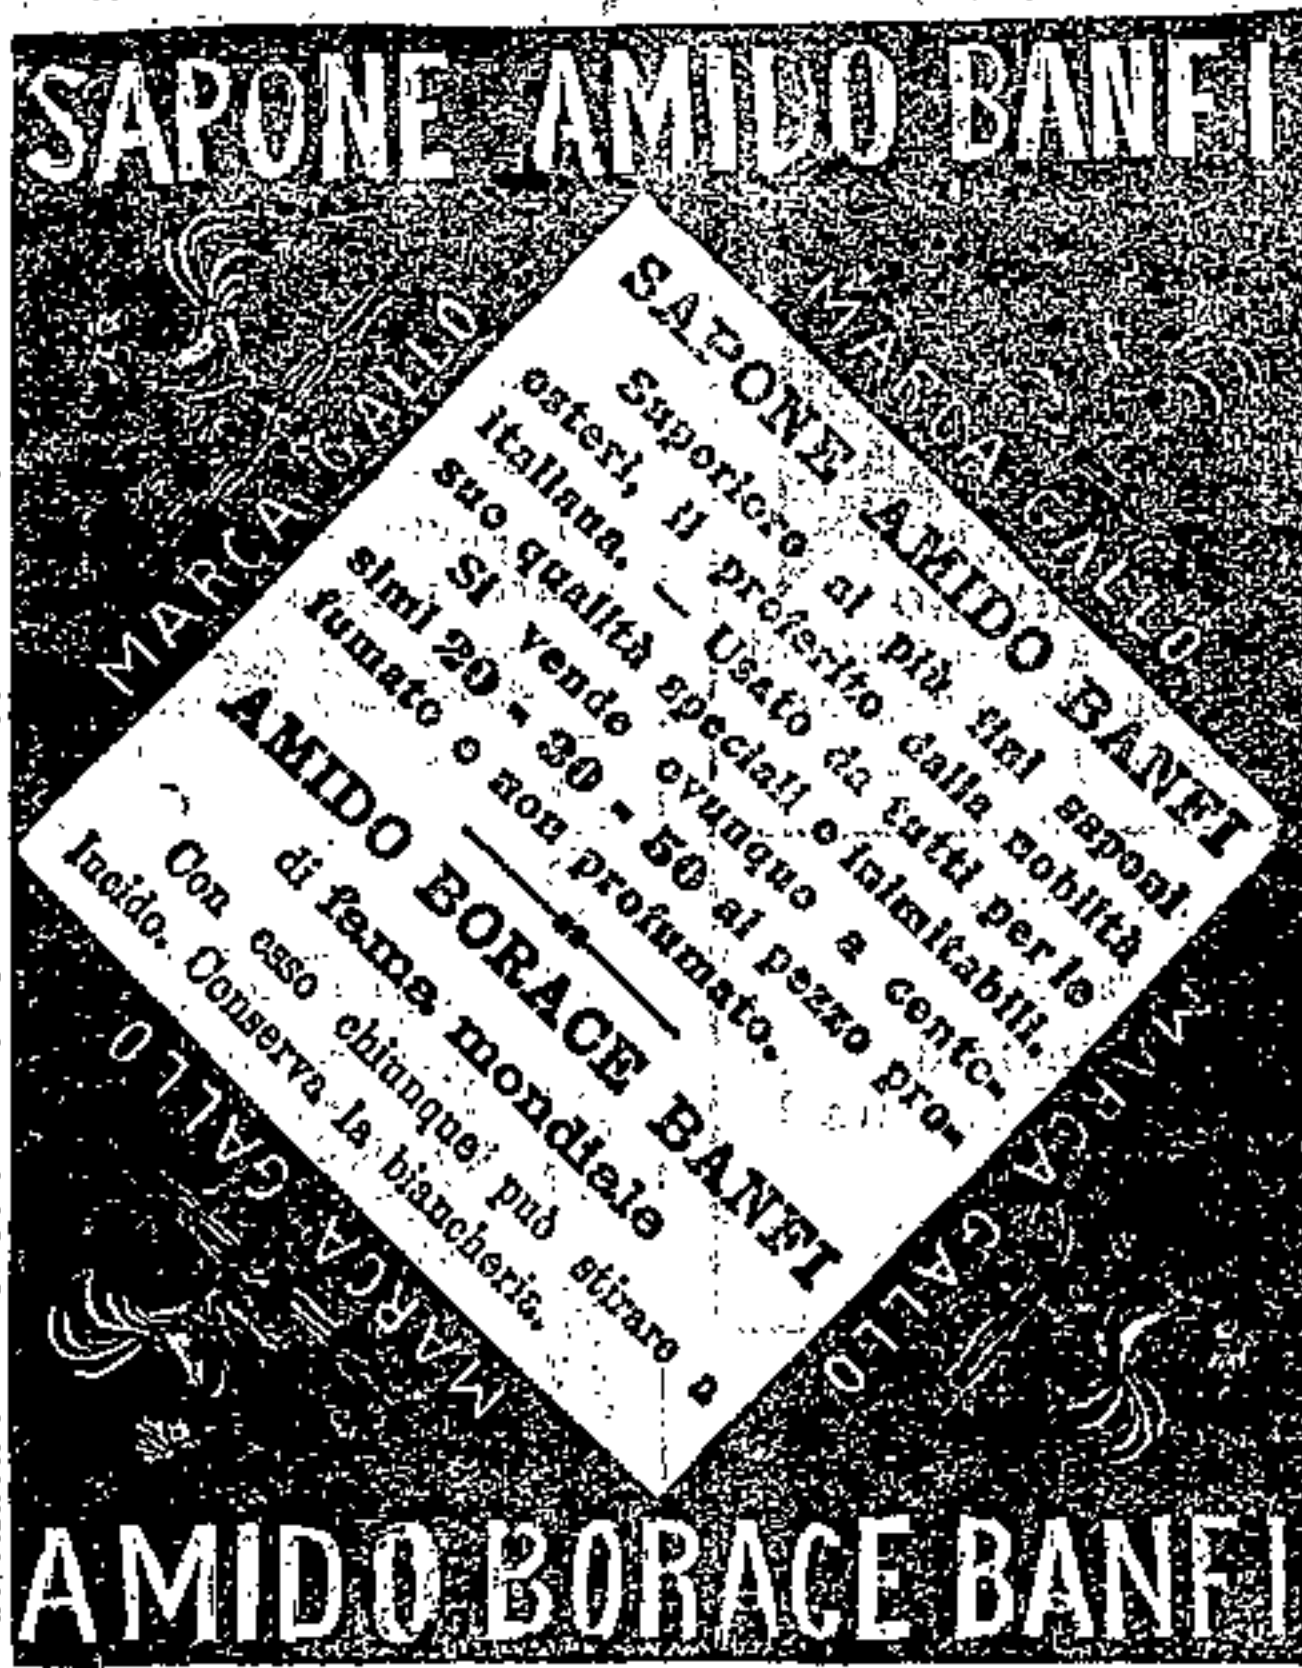 SAPONE AMIDO BANFI
MARCA GALLO
MARCA GALLO
SAPONE AMIDO BANFI
Superiore ai più fini saponi
esteri, il preferito dalla nobiltà
italiana. — Usato da tutti per le
sue qualità speciali e inimitabili.
Si vende ovunque a cente-
simi 20 - 30 - 50 al pezzo pro-
fumato e non profumato.
AMIDO BORACE BANFI
di fama mondiale
Con esso chiunque può stirare a
lucido. Conserva la biancheria.
MARCA GALLO
MARCA GALLO
AMIDO BORACE BANFI